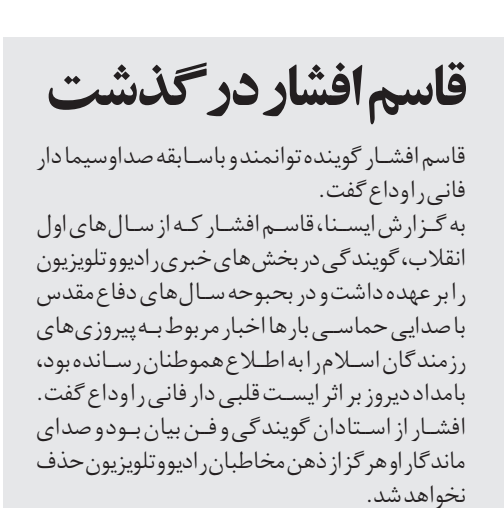 قاسم افشار درگذشت
قاسم افشار گوینده توانمند و باسابقه صداوسیما دار
فانی را وداع گفت.
به گزارش ایسنا، قاسم افشار که از سال‌های اول
انقلاب، گویندگی در بخش‌های خبری رادیو و تلویزیون
را بر عهده داشت و در بحبوحه سال‌های دفاع مقدس
با صدایی حماسی بارها اخبار مربوط به پیروزی‌های
رزمندگان اسلام را به اطلاع هموطنان رسانده بود،
بامداد دیروز بر اثر ایست قلبی دار فانی را وداع گفت.
افشار از استادان گویندگی و فن بیان بود و صدای
ماندگار او هرگز از ذهن مخاطبان رادیو و تلویزیون حذف
نخواهد شد.